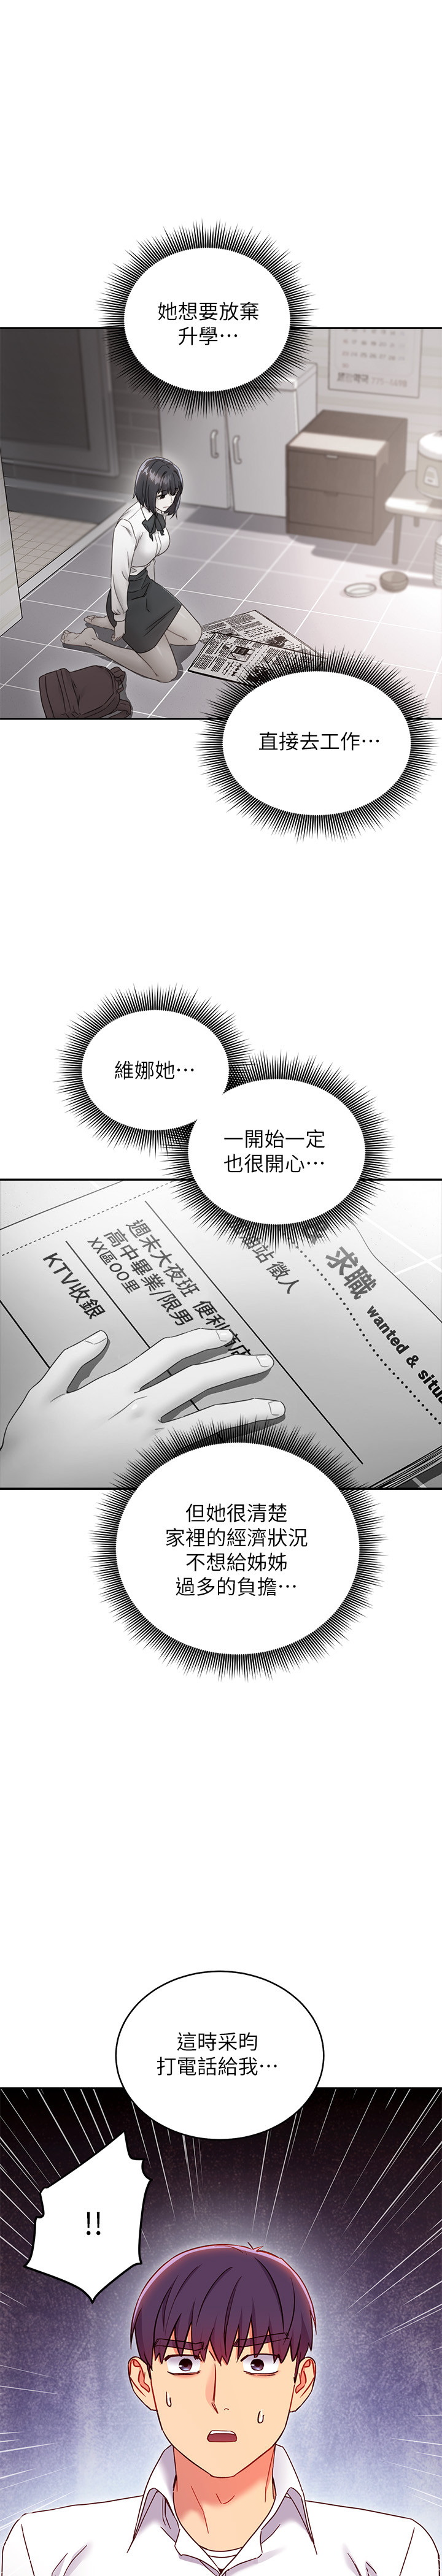 她想要放棄
升學…
直接去工作…
維娜她…
一開始一定
也很開心…
求職
wanted & situa
站 徵人
週末大夜班 便利商店
高中畢業/限男
XX區OO里
KTV收銀
但她很清楚
家裡的經濟狀況
不想給姊姊
過多的負擔…
這時采昀
打電話給我…
!!